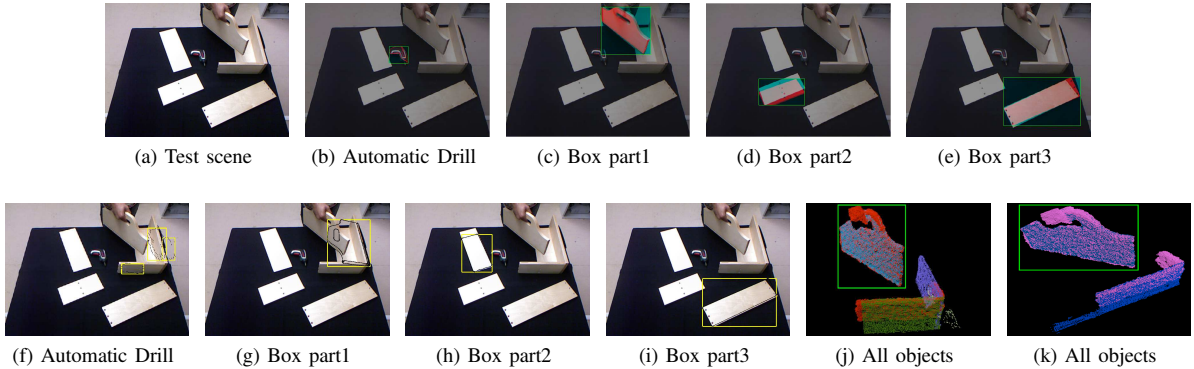 (a) Test scene
(b) Automatic Drill
(c) Box part1
(d) Box part2
(e) Box part3
(f) Automatic Drill
(g) Box part1
(h) Box part2
(i) Box part3
(j) All objects
(k) All objects